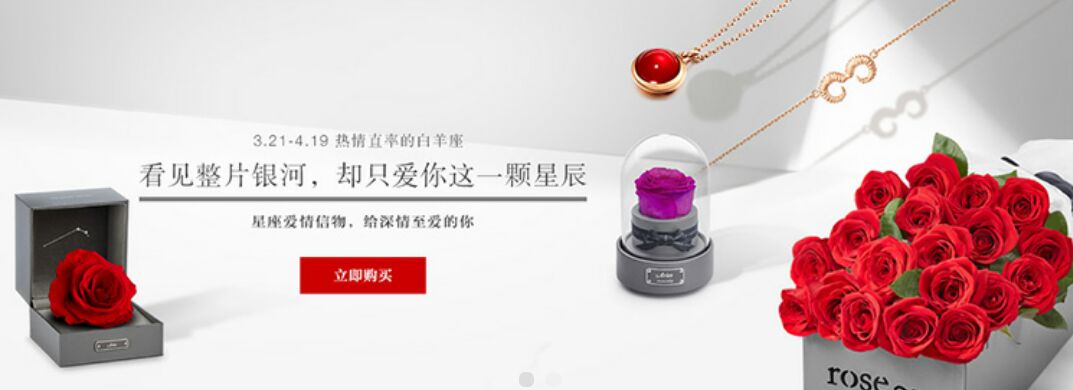 3.21-4.19 热情直率的白羊座
看见整片银河，却只爱你这一颗星辰
星座爱情信物，给深情至爱的你
立即购买
rose